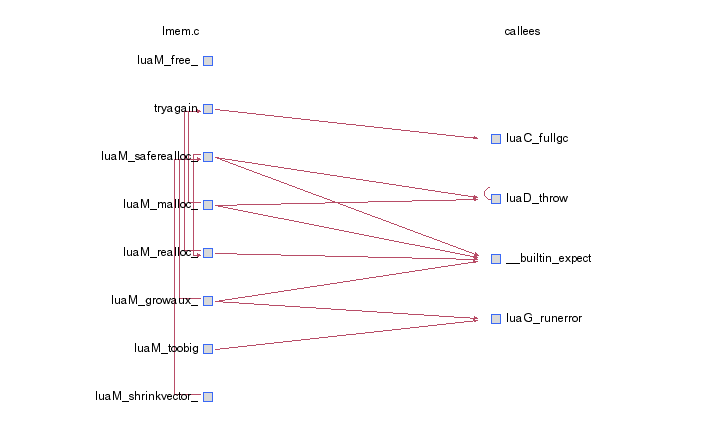 lmem.c
callees
luaM_free_
tryagain
luaC_fullgc
luaM_saferealloc_
luaD_throw
luaM_malloc_
luaM_realloc_
__builtin_expect
luaM_growaux_
luaG_runerror
luaM_toobig
luaM_shrinkvector_